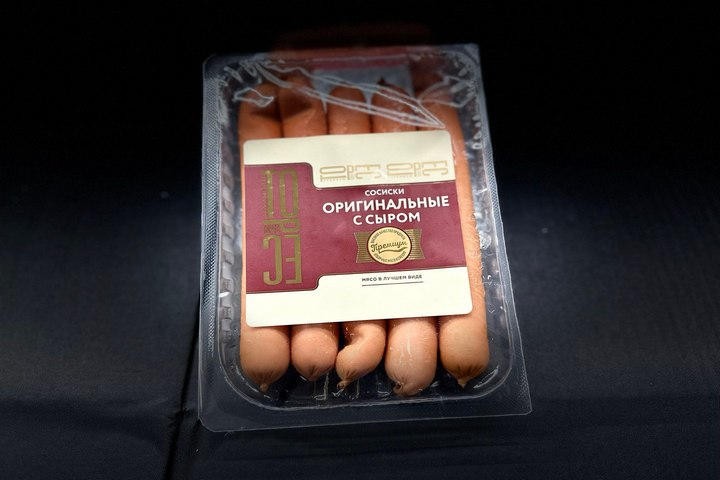 СОСИСКИ
ОРИГИНАЛЬНЫЕ
С СЫРОМ
Премиум
МЯСО В ЛУЧШЕМ ВИДЕ